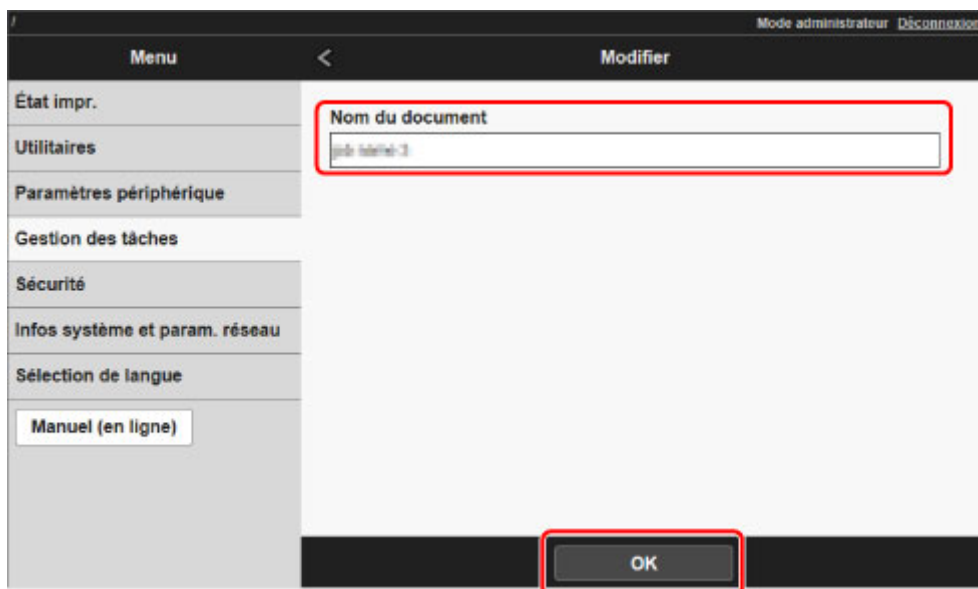 /
Mode administrateur Déconnexion
Menu
< Modifier
État impr.
Utilitaires
Paramètres périphérique
Gestion des tâches
Sécurité
Infos système et param. réseau
Sélection de langue
Manuel (en ligne)
Nom du document
OK